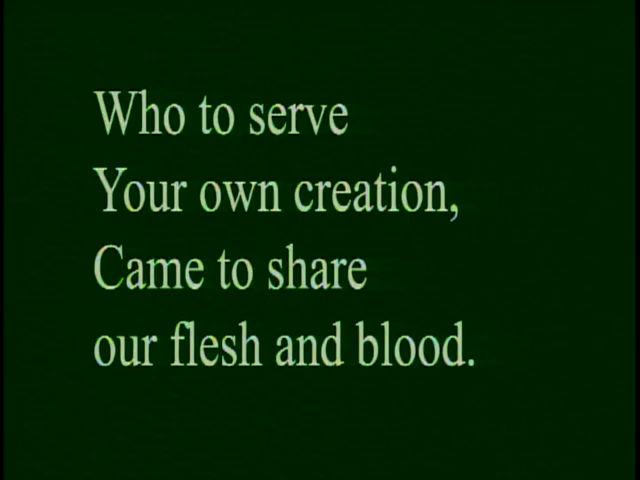 Who to serve
Your own creation,
Came to share
our flesh and blood.